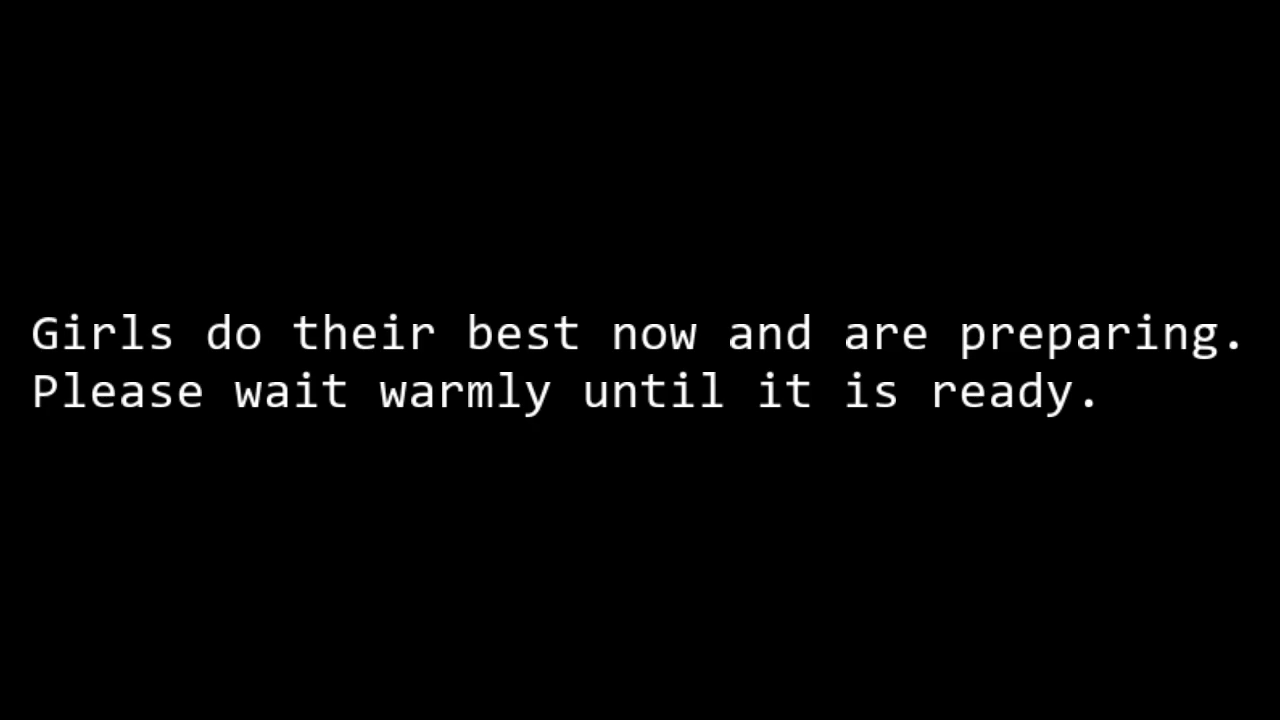 Girls do their best now and are preparing.
Please wait warmly until it is ready.